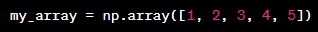 my_array = np.array([1, 2, 3, 4, 5])